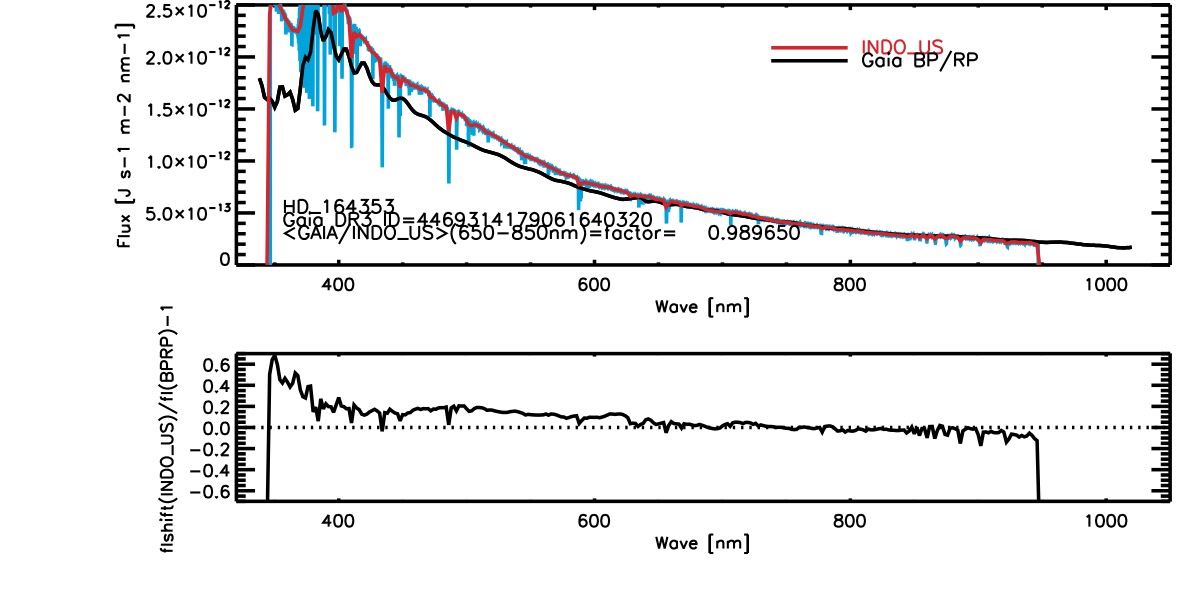 Flux [J s−1 m−2 nm−1]
2.5×10−12
2.0×10−12
1.5×10−12
1.0×10−12
5.0×10−13
0
INDO_US
Gaia BP/RP
HD_164353
Gaia DR3 ID=4469314179061640320
<GAIA/INDO_US>(650−850nm)=factor= 0.989650
400 600 800 1000
Wave [nm]
flshift(INDO_US)/fl(BPRP)−1
0.6
0.4
0.2
0.0
−0.2
−0.4
−0.6
400 600 800 1000
Wave [nm]